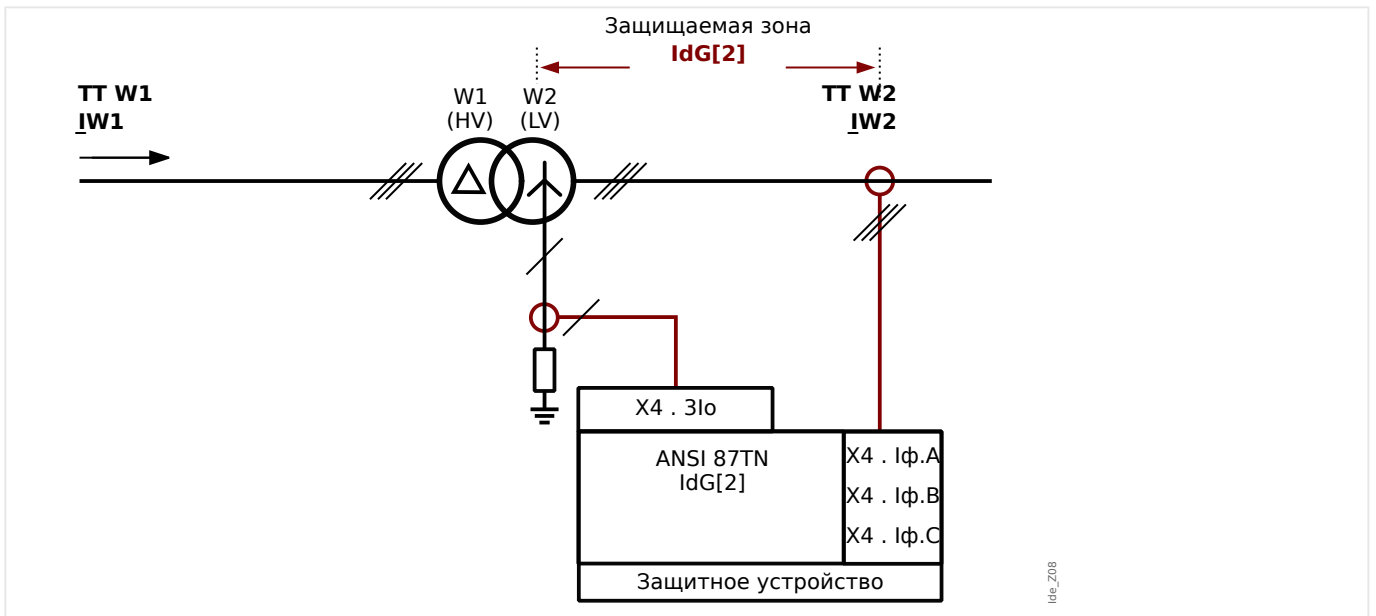 Защищаемая зона
IdG[2]
TT W1
IW1
W1
(HV)
W2
(LV)
TT W2
IW2
X4 . 3Io
ANSI 87TN
IdG[2]
X4 . Iф.A
X4 . Iф.B
X4 . Iф.C
Защитное устройство
Ide_Z08